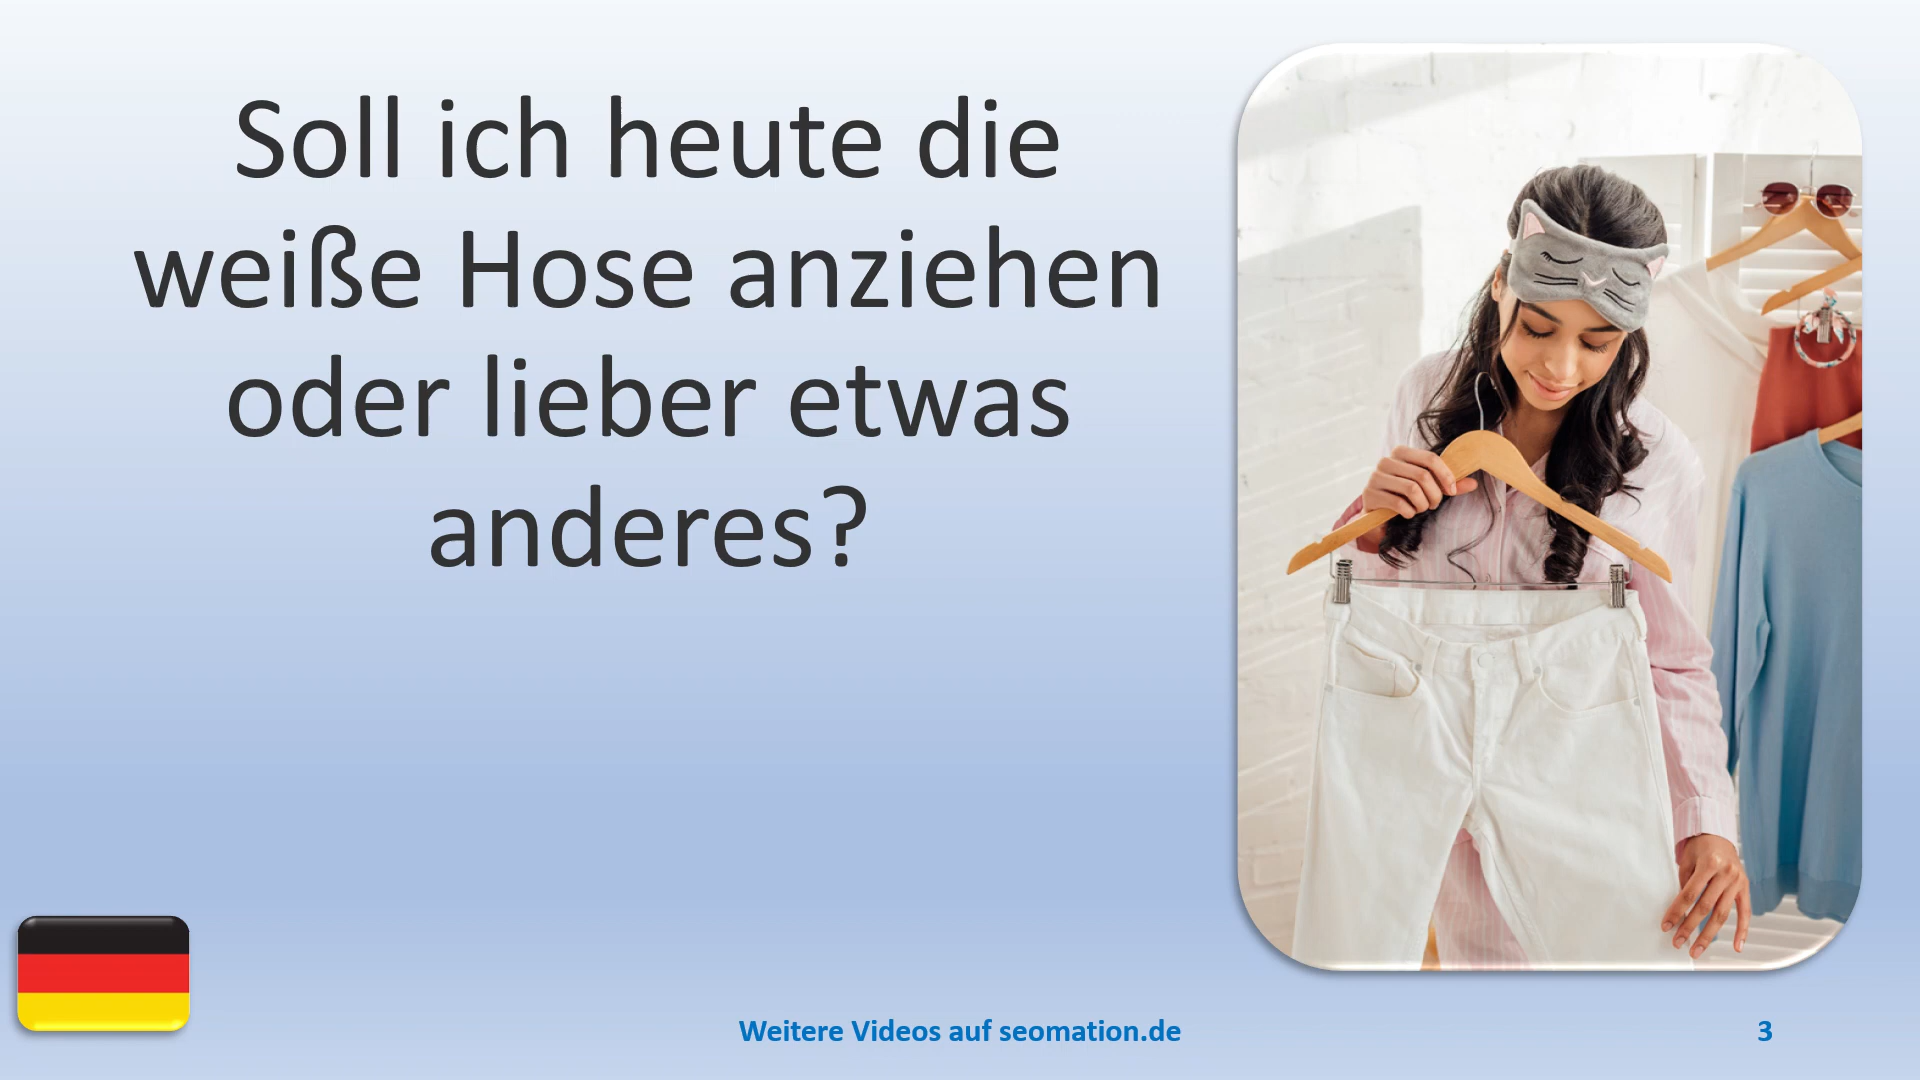 Soll ich heute die
weiße Hose anziehen
oder lieber etwas
anderes?
Weitere Videos auf seomation.de
3